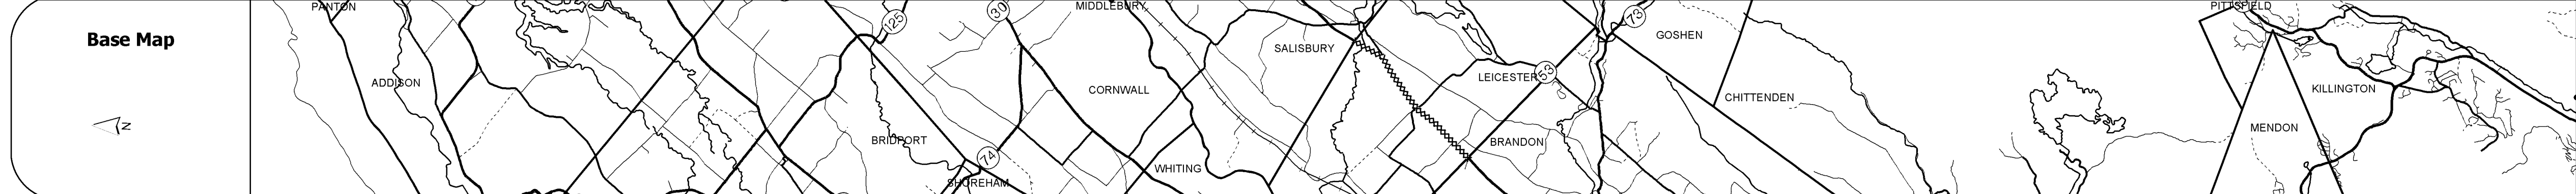 Base Map
N
PANTON
ADDISON
125
30
MIDDLEBURY
CORNWALL
BRIDPORT
74
SHOREHAM
WHITING
SALISBURY
LEICESTER
53
73
GOSHEN
BRANDON
CHITTENDEN
PITTSFIELD
KILLINGTON
MENDON